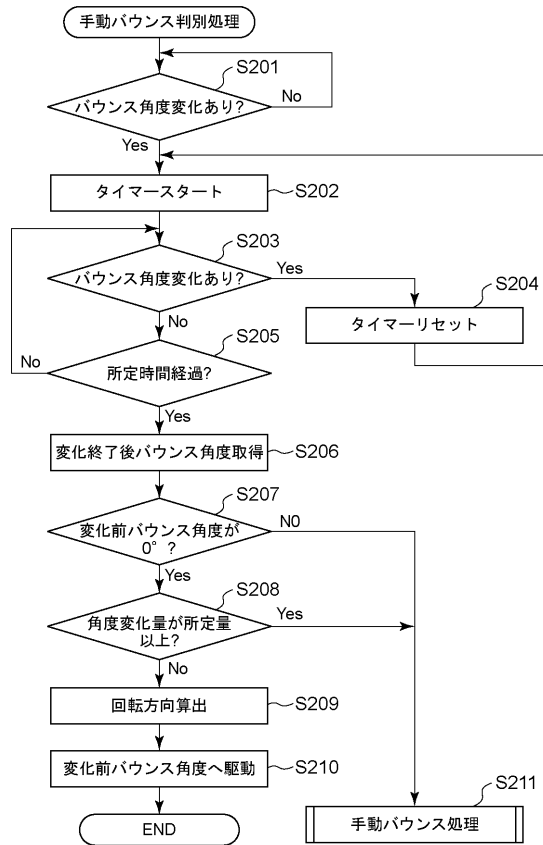 手動バウンス判別処理
S201
バウンス角度変化あり?
No
Yes
タイマースタート
S202
S203
バウンス角度変化あり?
Yes
S204
タイマーリセット
No
S205
所定時間経過?
No
Yes
変化終了後バウンス角度取得
S206
S207
変化前バウンス角度が
0° ?
N0
Yes
S208
角度変化量が所定量
以上?
Yes
No
回転方向算出
S209
変化前バウンス角度へ駆動
S210
S211
手動バウンス処理
END